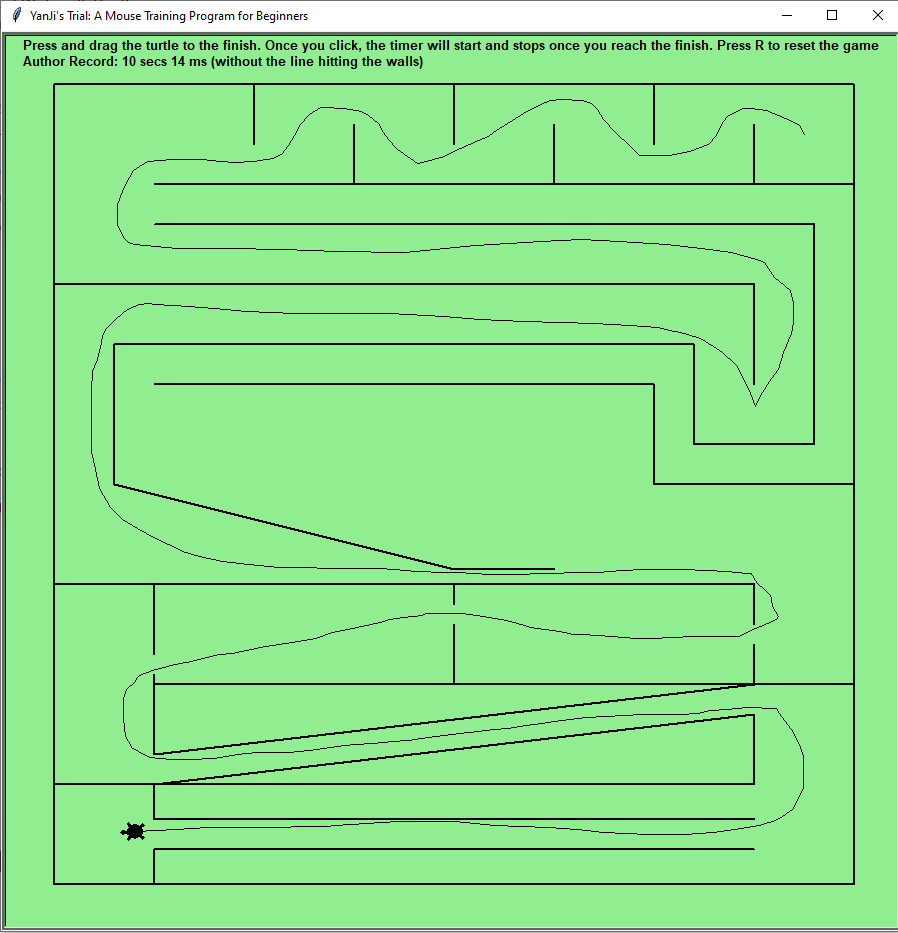 YanJi's Trial: A Mouse Training Program for Beginners
Press and drag the turtle to the finish. Once you click, the timer will start and stops once you reach the finish. Press R to reset the game
Author Record: 10 secs 14 ms (without the line hitting the walls)